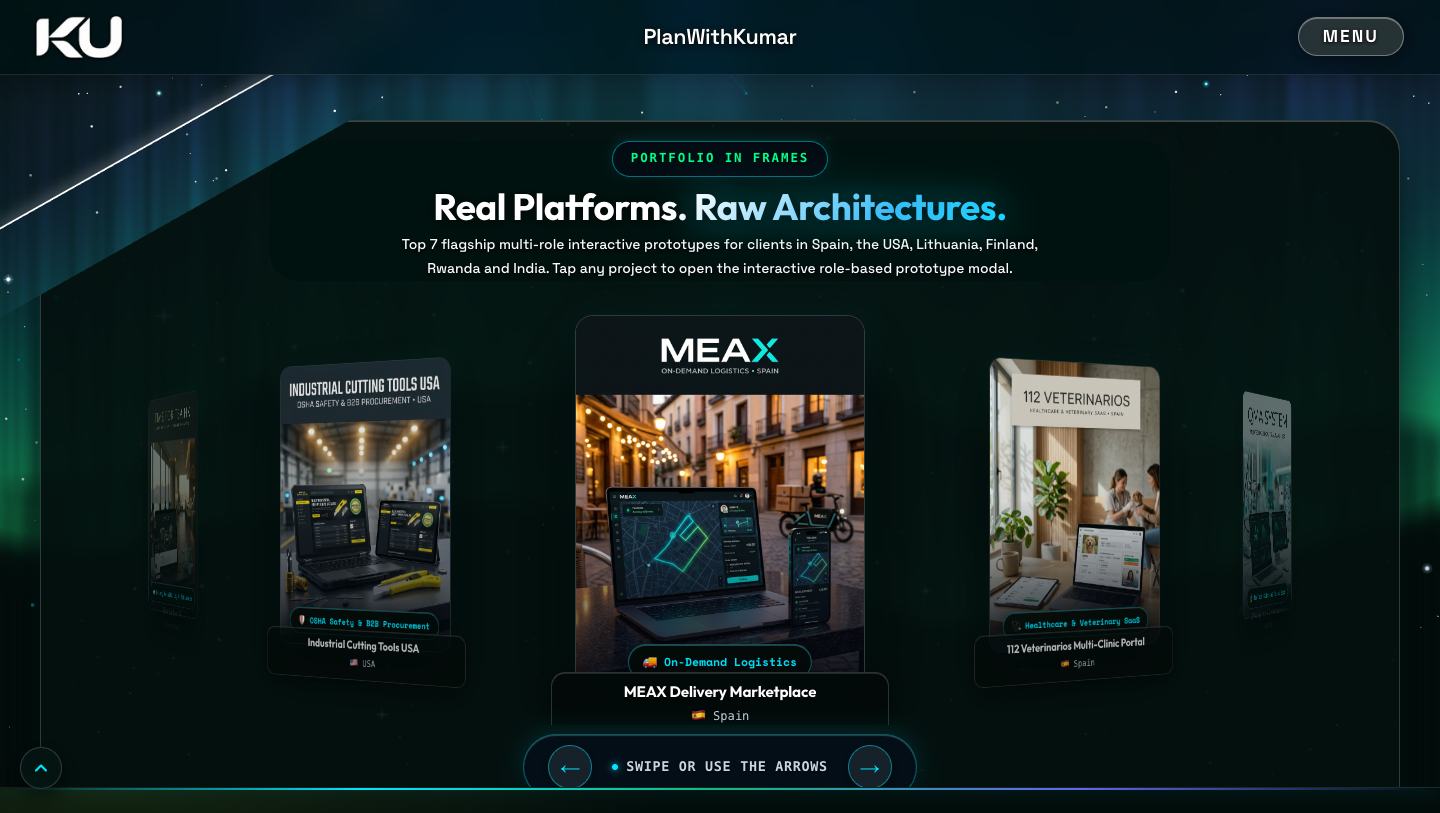 KU
PlanWithKumar
MENU
PORTFOLIO IN FRAMES
Real Platforms. Raw Architectures.
Top 7 flagship multi-role interactive prototypes for clients in Spain, the USA, Lithuania, Finland,
Rwanda and India. Tap any project to open the interactive role-based prototype modal.
INDUSTRIAL CUTTING TOOLS USA
OSHA SAFETY & B2B PROCUREMENT • USA
🛡️ OSHA Safety & B2B Procurement
Industrial Cutting Tools USA
🇺🇸 USA
MEAX
ON-DEMAND LOGISTICS • SPAIN
MEAX
MEAX
🚚 On-Demand Logistics
MEAX Delivery Marketplace
🇪🇸 Spain
112 VETERINARIOS
HEALTHCARE & VETERINARY SAAS • SPAIN
🩺 Healthcare & Veterinary SaaS
112 Veterinarios Multi-Clinic Portal
🇪🇸 Spain
← SWIPE OR USE THE ARROWS →